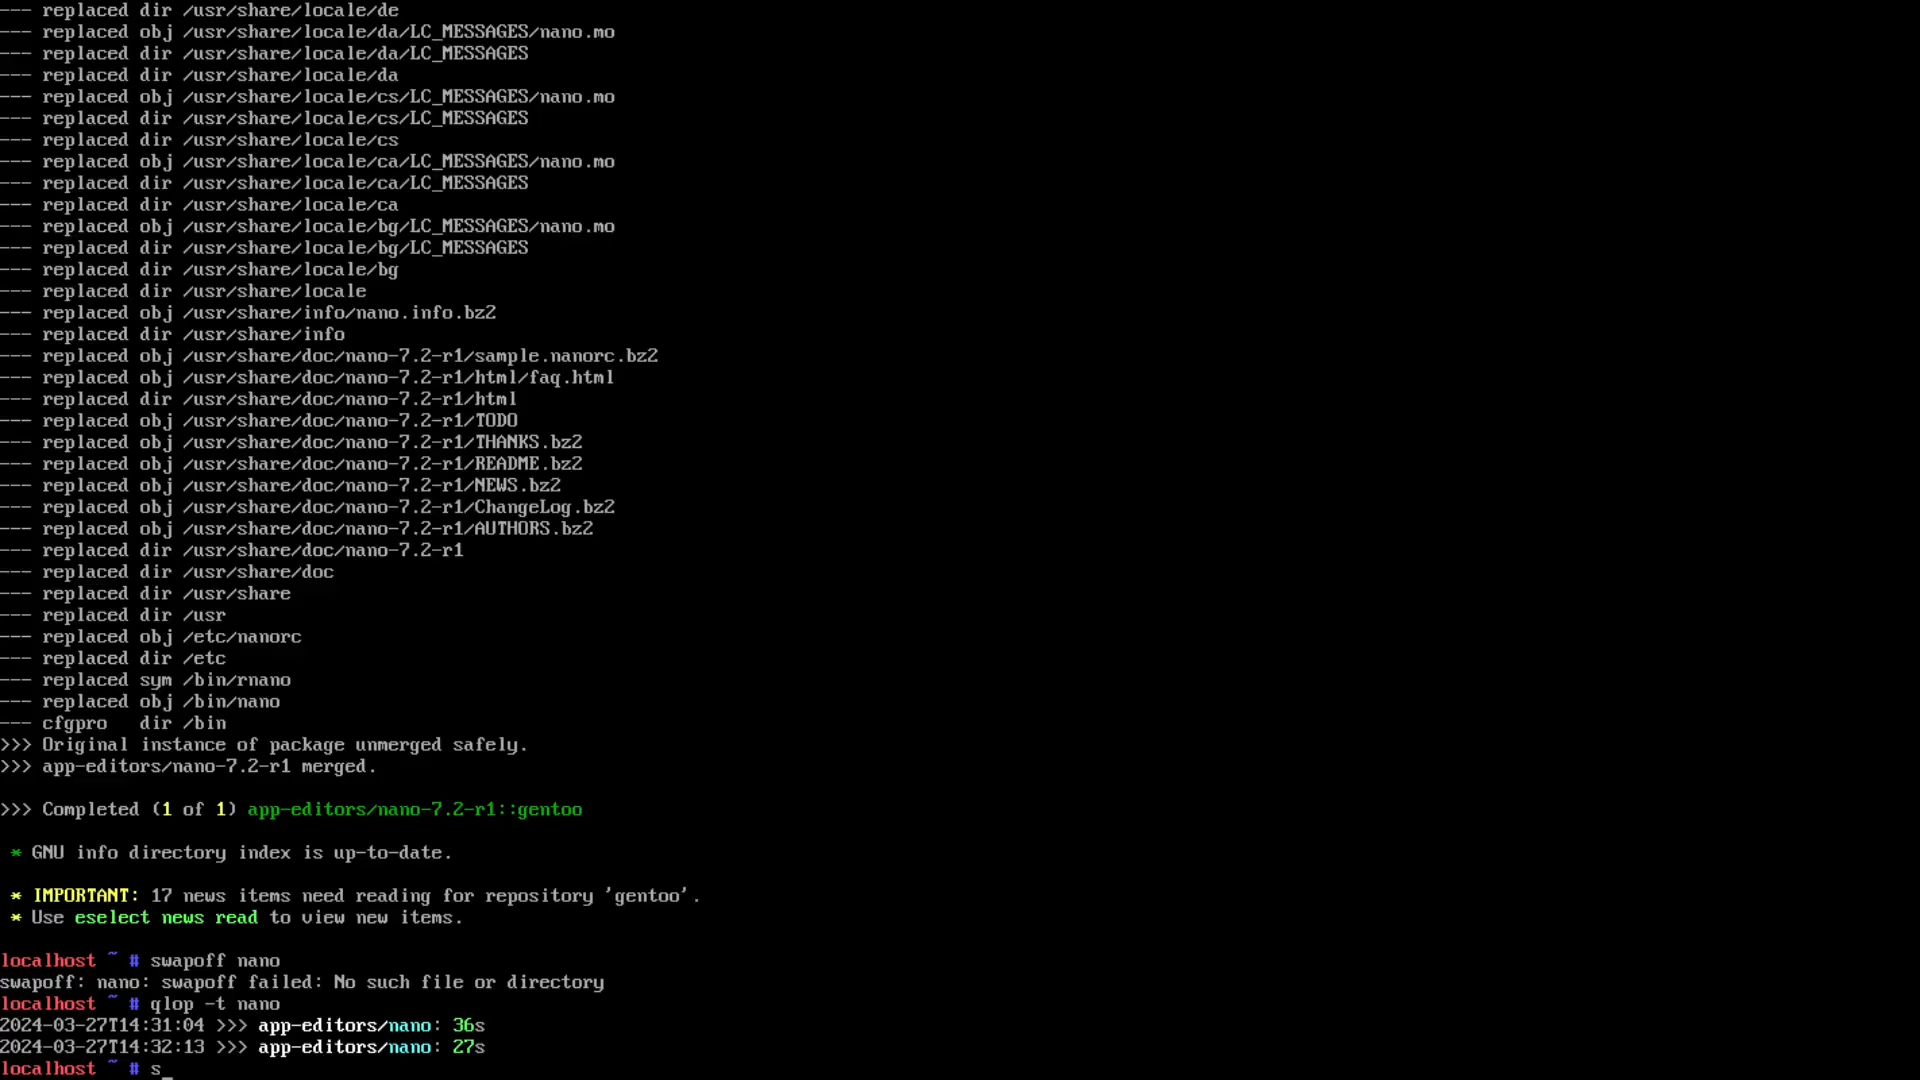 --- replaced dir /usr/share/locale/de
--- replaced obj /usr/share/locale/da/LC_MESSAGES/nano.mo
--- replaced dir /usr/share/locale/da/LC_MESSAGES
--- replaced dir /usr/share/locale/da
--- replaced obj /usr/share/locale/cs/LC_MESSAGES/nano.mo
--- replaced dir /usr/share/locale/cs/LC_MESSAGES
--- replaced dir /usr/share/locale/cs
--- replaced obj /usr/share/locale/ca/LC_MESSAGES/nano.mo
--- replaced dir /usr/share/locale/ca/LC_MESSAGES
--- replaced dir /usr/share/locale/ca
--- replaced obj /usr/share/locale/bg/LC_MESSAGES/nano.mo
--- replaced dir /usr/share/locale/bg/LC_MESSAGES
--- replaced dir /usr/share/locale/bg
--- replaced dir /usr/share/locale
--- replaced obj /usr/share/info/nano.info.bz2
--- replaced dir /usr/share/info
--- replaced obj /usr/share/doc/nano-7.2-r1/sample.nanorc.bz2
--- replaced obj /usr/share/doc/nano-7.2-r1/html/faq.html
--- replaced dir /usr/share/doc/nano-7.2-r1/html
--- replaced obj /usr/share/doc/nano-7.2-r1/TODO
--- replaced obj /usr/share/doc/nano-7.2-r1/THANKS.bz2
--- replaced obj /usr/share/doc/nano-7.2-r1/README.bz2
--- replaced obj /usr/share/doc/nano-7.2-r1/NEWS.bz2
--- replaced obj /usr/share/doc/nano-7.2-r1/ChangeLog.bz2
--- replaced obj /usr/share/doc/nano-7.2-r1/AUTHORS.bz2
--- replaced dir /usr/share/doc/nano-7.2-r1
--- replaced dir /usr/share/doc
--- replaced dir /usr/share
--- replaced dir /usr
--- replaced obj /etc/nanorc
--- replaced dir /etc
--- replaced sym /bin/rnano
--- replaced obj /bin/nano
--- cfgpro   dir /bin
>>> Original instance of package unmerged safely.
>>> app-editors/nano-7.2-r1 merged.
>>> Completed (1 of 1) app-editors/nano-7.2-r1::gentoo
* GNU info directory index is up-to-date.
* IMPORTANT: 17 news items need reading for repository 'gentoo'.
* Use eselect news read to view new items.
localhost ~ # swapoff nano
swapoff: nano: swapoff failed: No such file or directory
localhost ~ # qlop -t nano
2024-03-27T14:31:04 >>> app-editors/nano: 36s
2024-03-27T14:32:13 >>> app-editors/nano: 27s
localhost ~ # s_